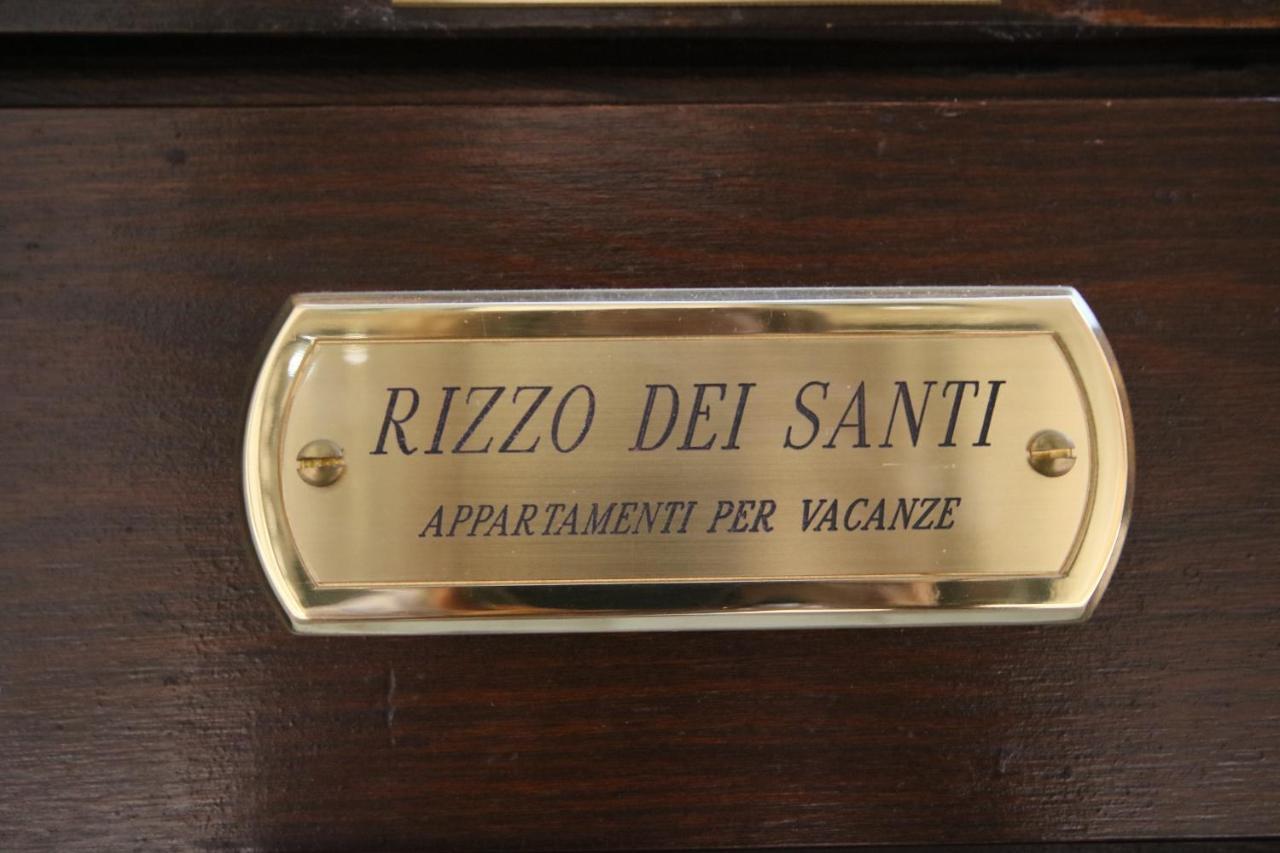 RIZZO DEI SANTI
APPARTAMENTI PER VACANZE